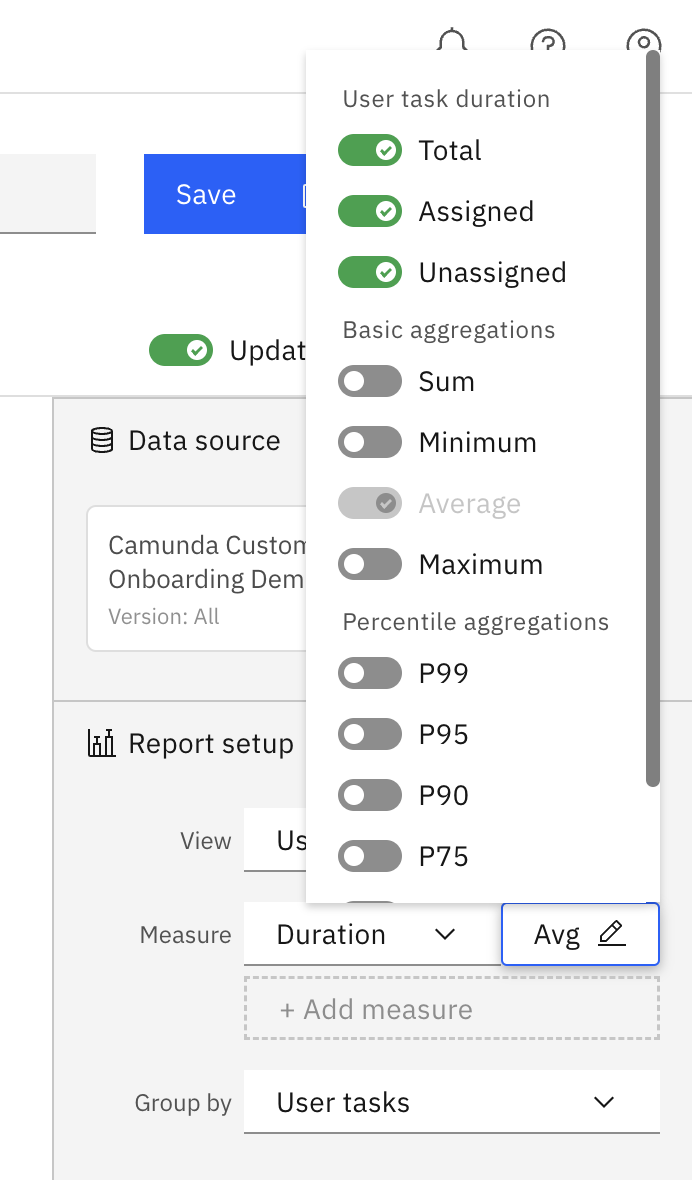 User task duration
Total
Save
Assigned
Unassigned
Basic aggregations
Updat
Sum
Data source
Minimum
Average
Camunda Custom
Onboarding Dem
Version: All
Maximum
Percentile aggregations
P99
Report setup
P95
P90
View
Us
P75
Measure
Duration
Avg
+ Add measure
Group by
User tasks